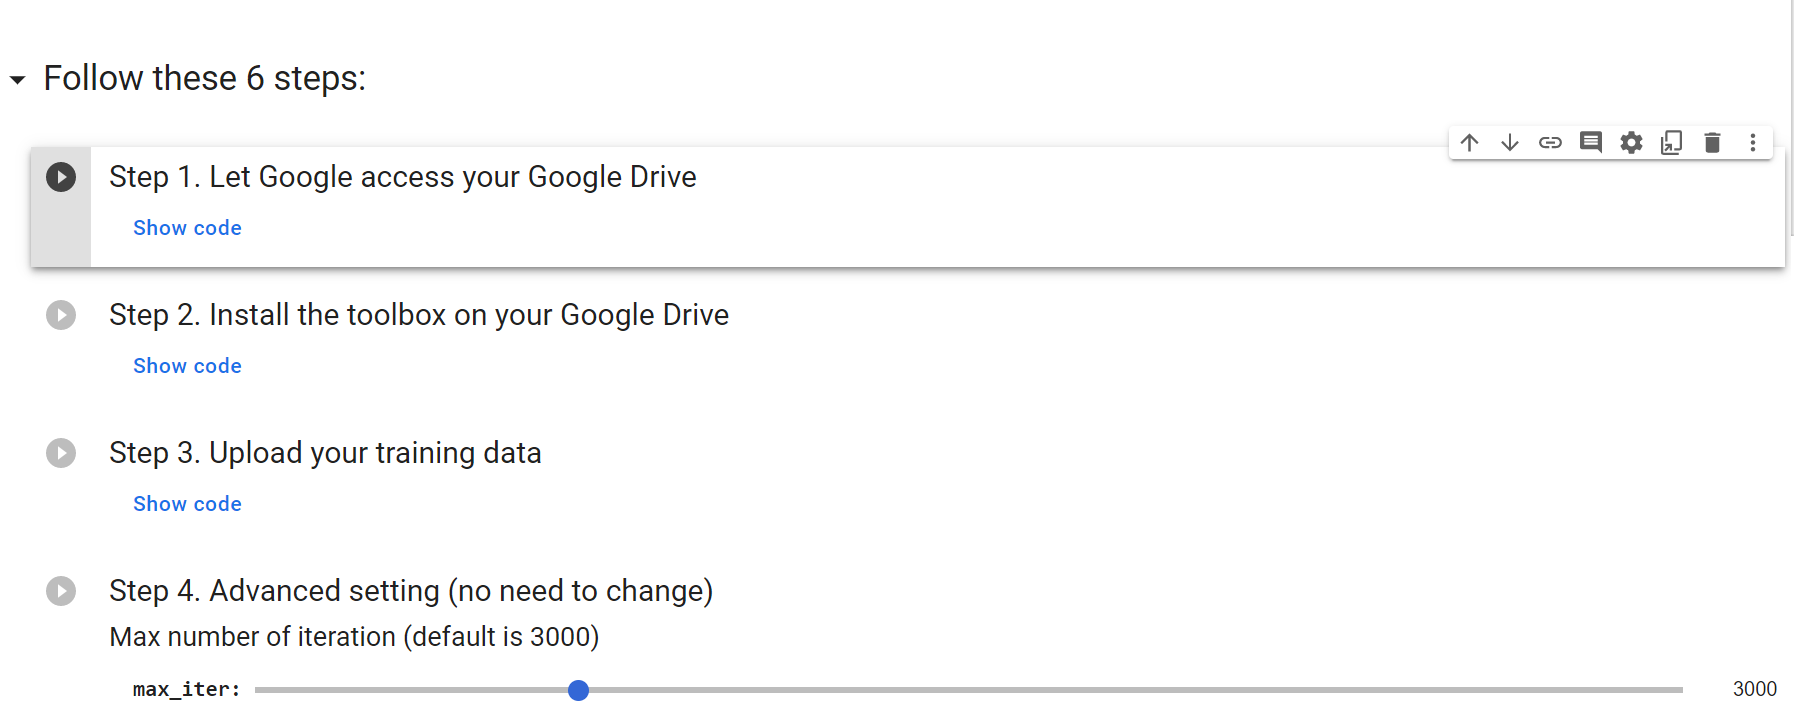 Follow these 6 steps:
Step 1. Let Google access your Google Drive
Show code
Step 2. Install the toolbox on your Google Drive
Show code
Step 3. Upload your training data
Show code
Step 4. Advanced setting (no need to change)
Max number of iteration (default is 3000)
max_iter: 3000